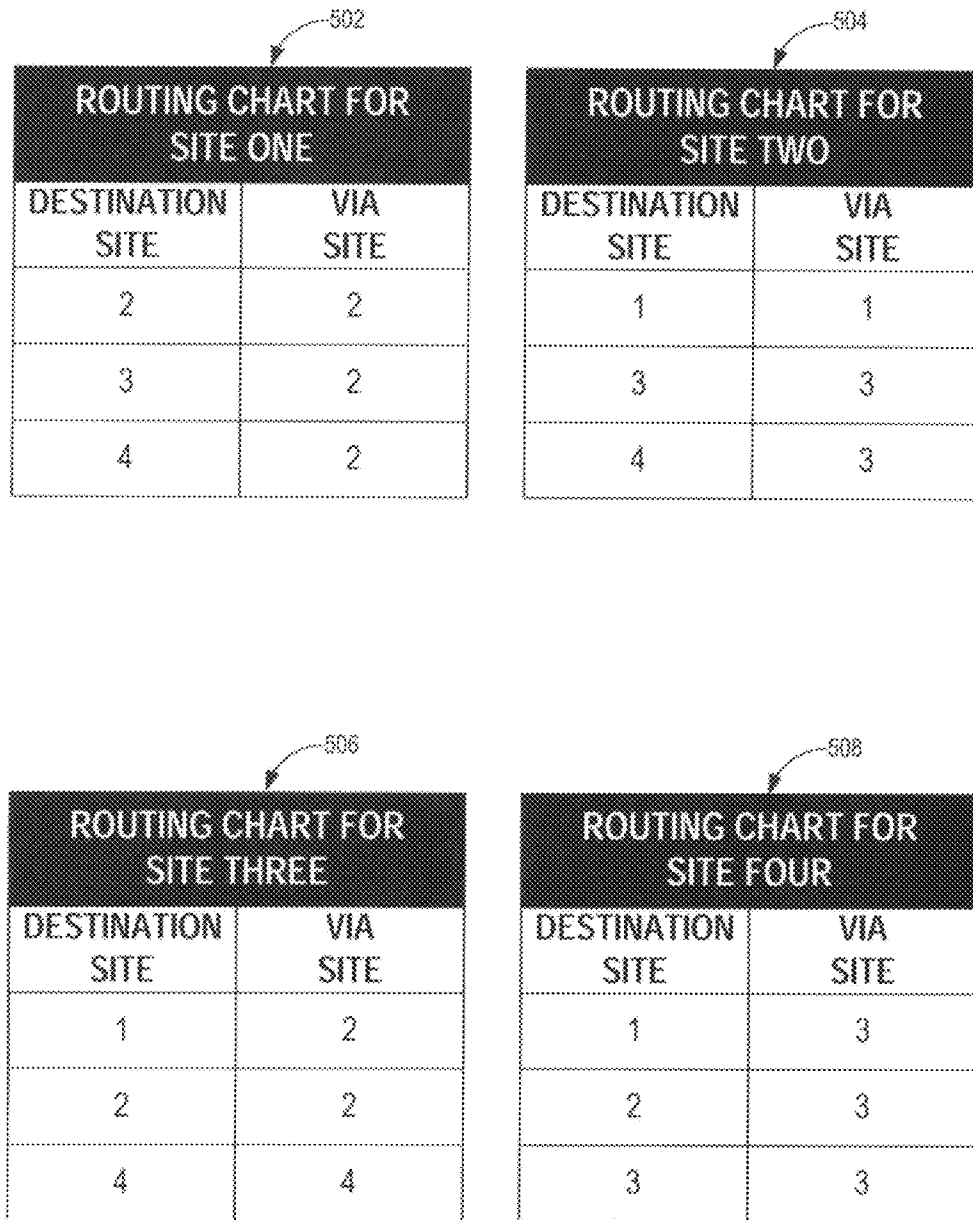 502
ROUTING CHART FOR
SITE ONE
DESTINATION SITE VIA SITE
2 2
3 2
4 2
504
ROUTING CHART FOR
SITE TWO
DESTINATION SITE VIA SITE
1 1
3 3
4 3
506
ROUTING CHART FOR
SITE THREE
DESTINATION SITE VIA SITE
1 2
2 2
4 4
508
ROUTING CHART FOR
SITE FOUR
DESTINATION SITE VIA SITE
1 3
2 3
3 3